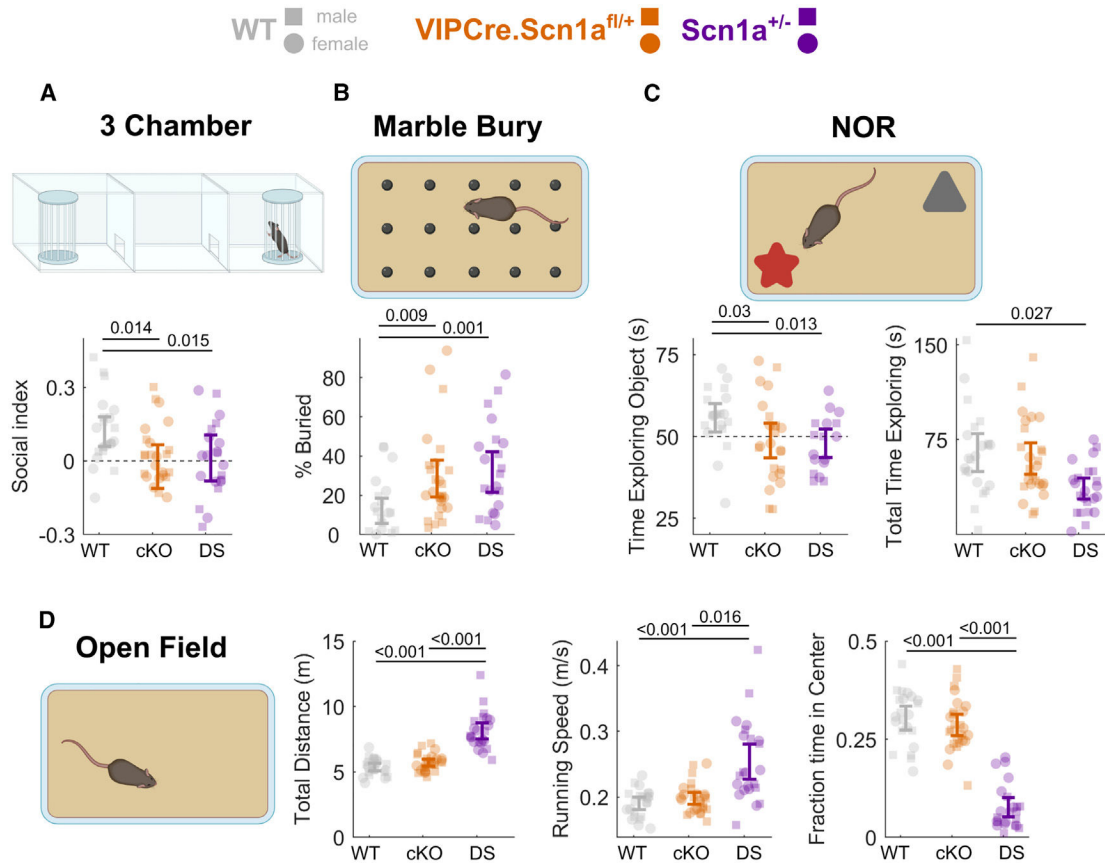 WT male female VIPCre.Scn1a^fl/+ Scn1a^+/-
A
3 Chamber
0.014
0.015
Social index
0.3
0
-0.3
WT cKO DS
B
Marble Bury
0.009
0.001
% Buried
80
60
40
20
0
WT cKO DS
C
NOR
0.03
0.013
Time Exploring Object (s)
75
50
25
WT cKO DS
0.027
Total Time Exploring (s)
150
75
WT cKO DS
D
Open Field
<0.001
<0.001
Total Distance (m)
15
10
5
0
WT cKO DS
0.016
<0.001
Running Speed (m/s)
0.4
0.3
0.2
WT cKO DS
<0.001
<0.001
Fraction time in Center
0.5
0.25
0
WT cKO DS